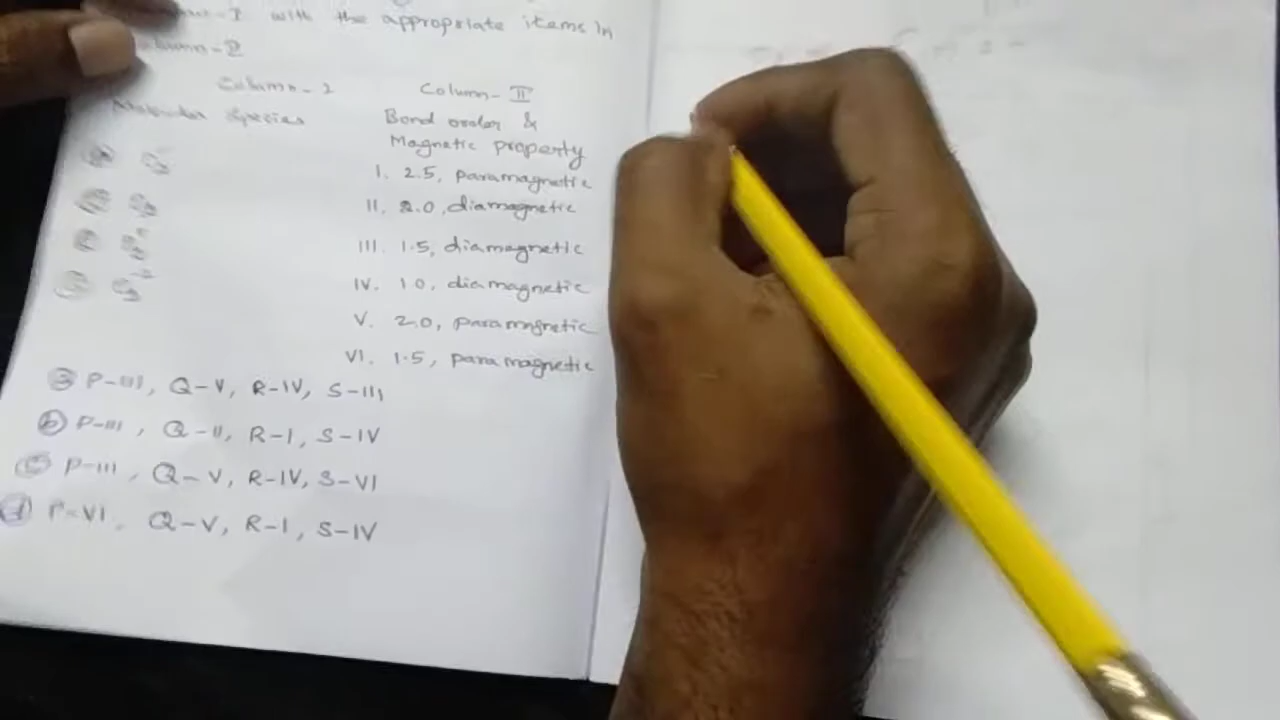 with the appropriate items in
Column-I Column-II
Species Bond order &
Magnetic property
I. 2.5, paramagnetic
II. 2.0, diamagnetic
III. 1.5, diamagnetic
IV. 1.0, diamagnetic
V. 2.0, paramagnetic
VI. 1.5, paramagnetic
(a) P-III, Q-V, R-IV, S-III
(b) P-III, Q-II, R-I, S-IV
(c) P-III, Q-V, R-IV, S-VI
(d) P-VI, Q-V, R-I, S-IV